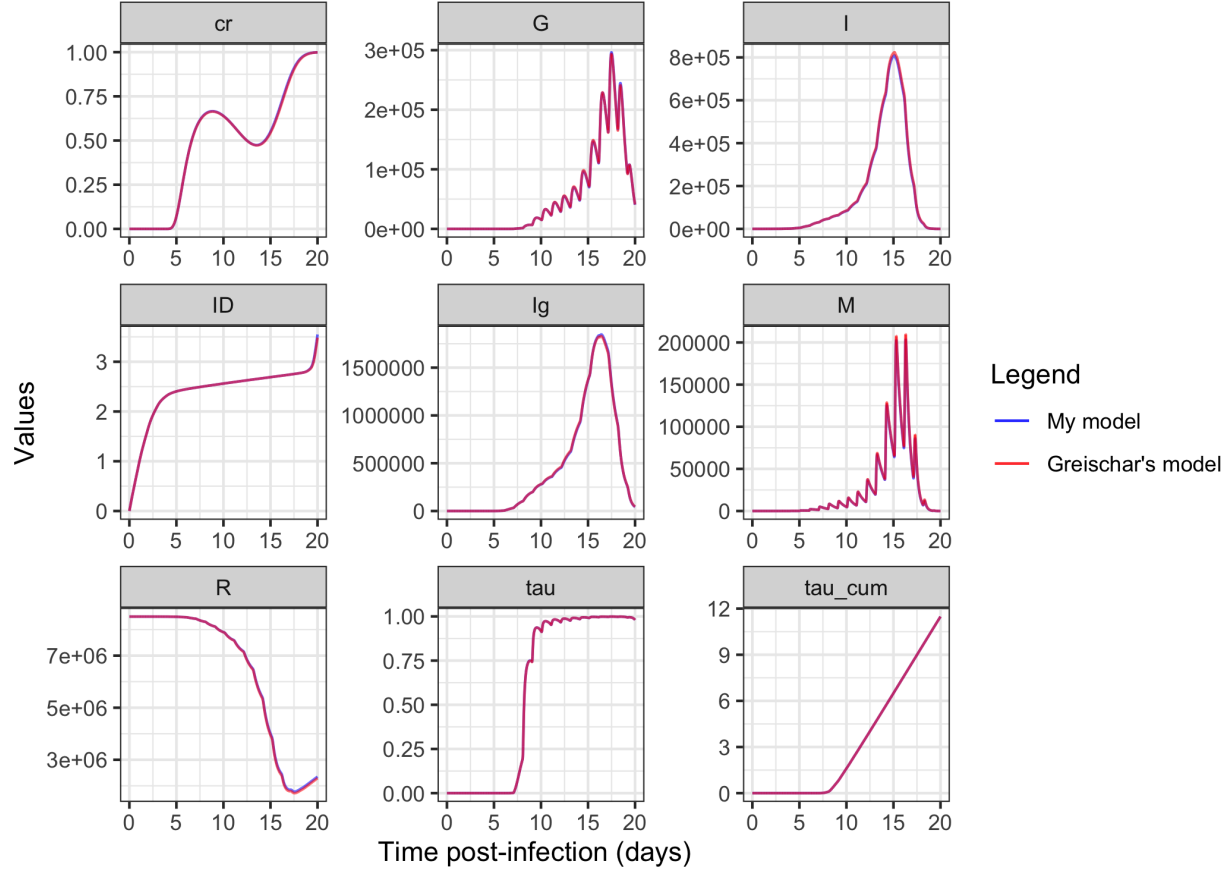 cr
G
I
1.00
0.75
0.50
0.25
0.00
3e+05
2e+05
1e+05
0e+00
8e+05
6e+05
4e+05
2e+05
0e+00
0 5 10 15 20
0 5 10 15 20
0 5 10 15 20
ID
Ig
M
3
2
1
0
1500000
1000000
500000
0
200000
150000
100000
50000
0
0 5 10 15 20
0 5 10 15 20
0 5 10 15 20
R
tau
tau_cum
7e+06
5e+06
3e+06
1.00
0.75
0.50
0.25
0.00
12
9
6
3
0
0 5 10 15 20
0 5 10 15 20
0 5 10 15 20
Values
Time post-infection (days)
Legend
My model
Greischar's model